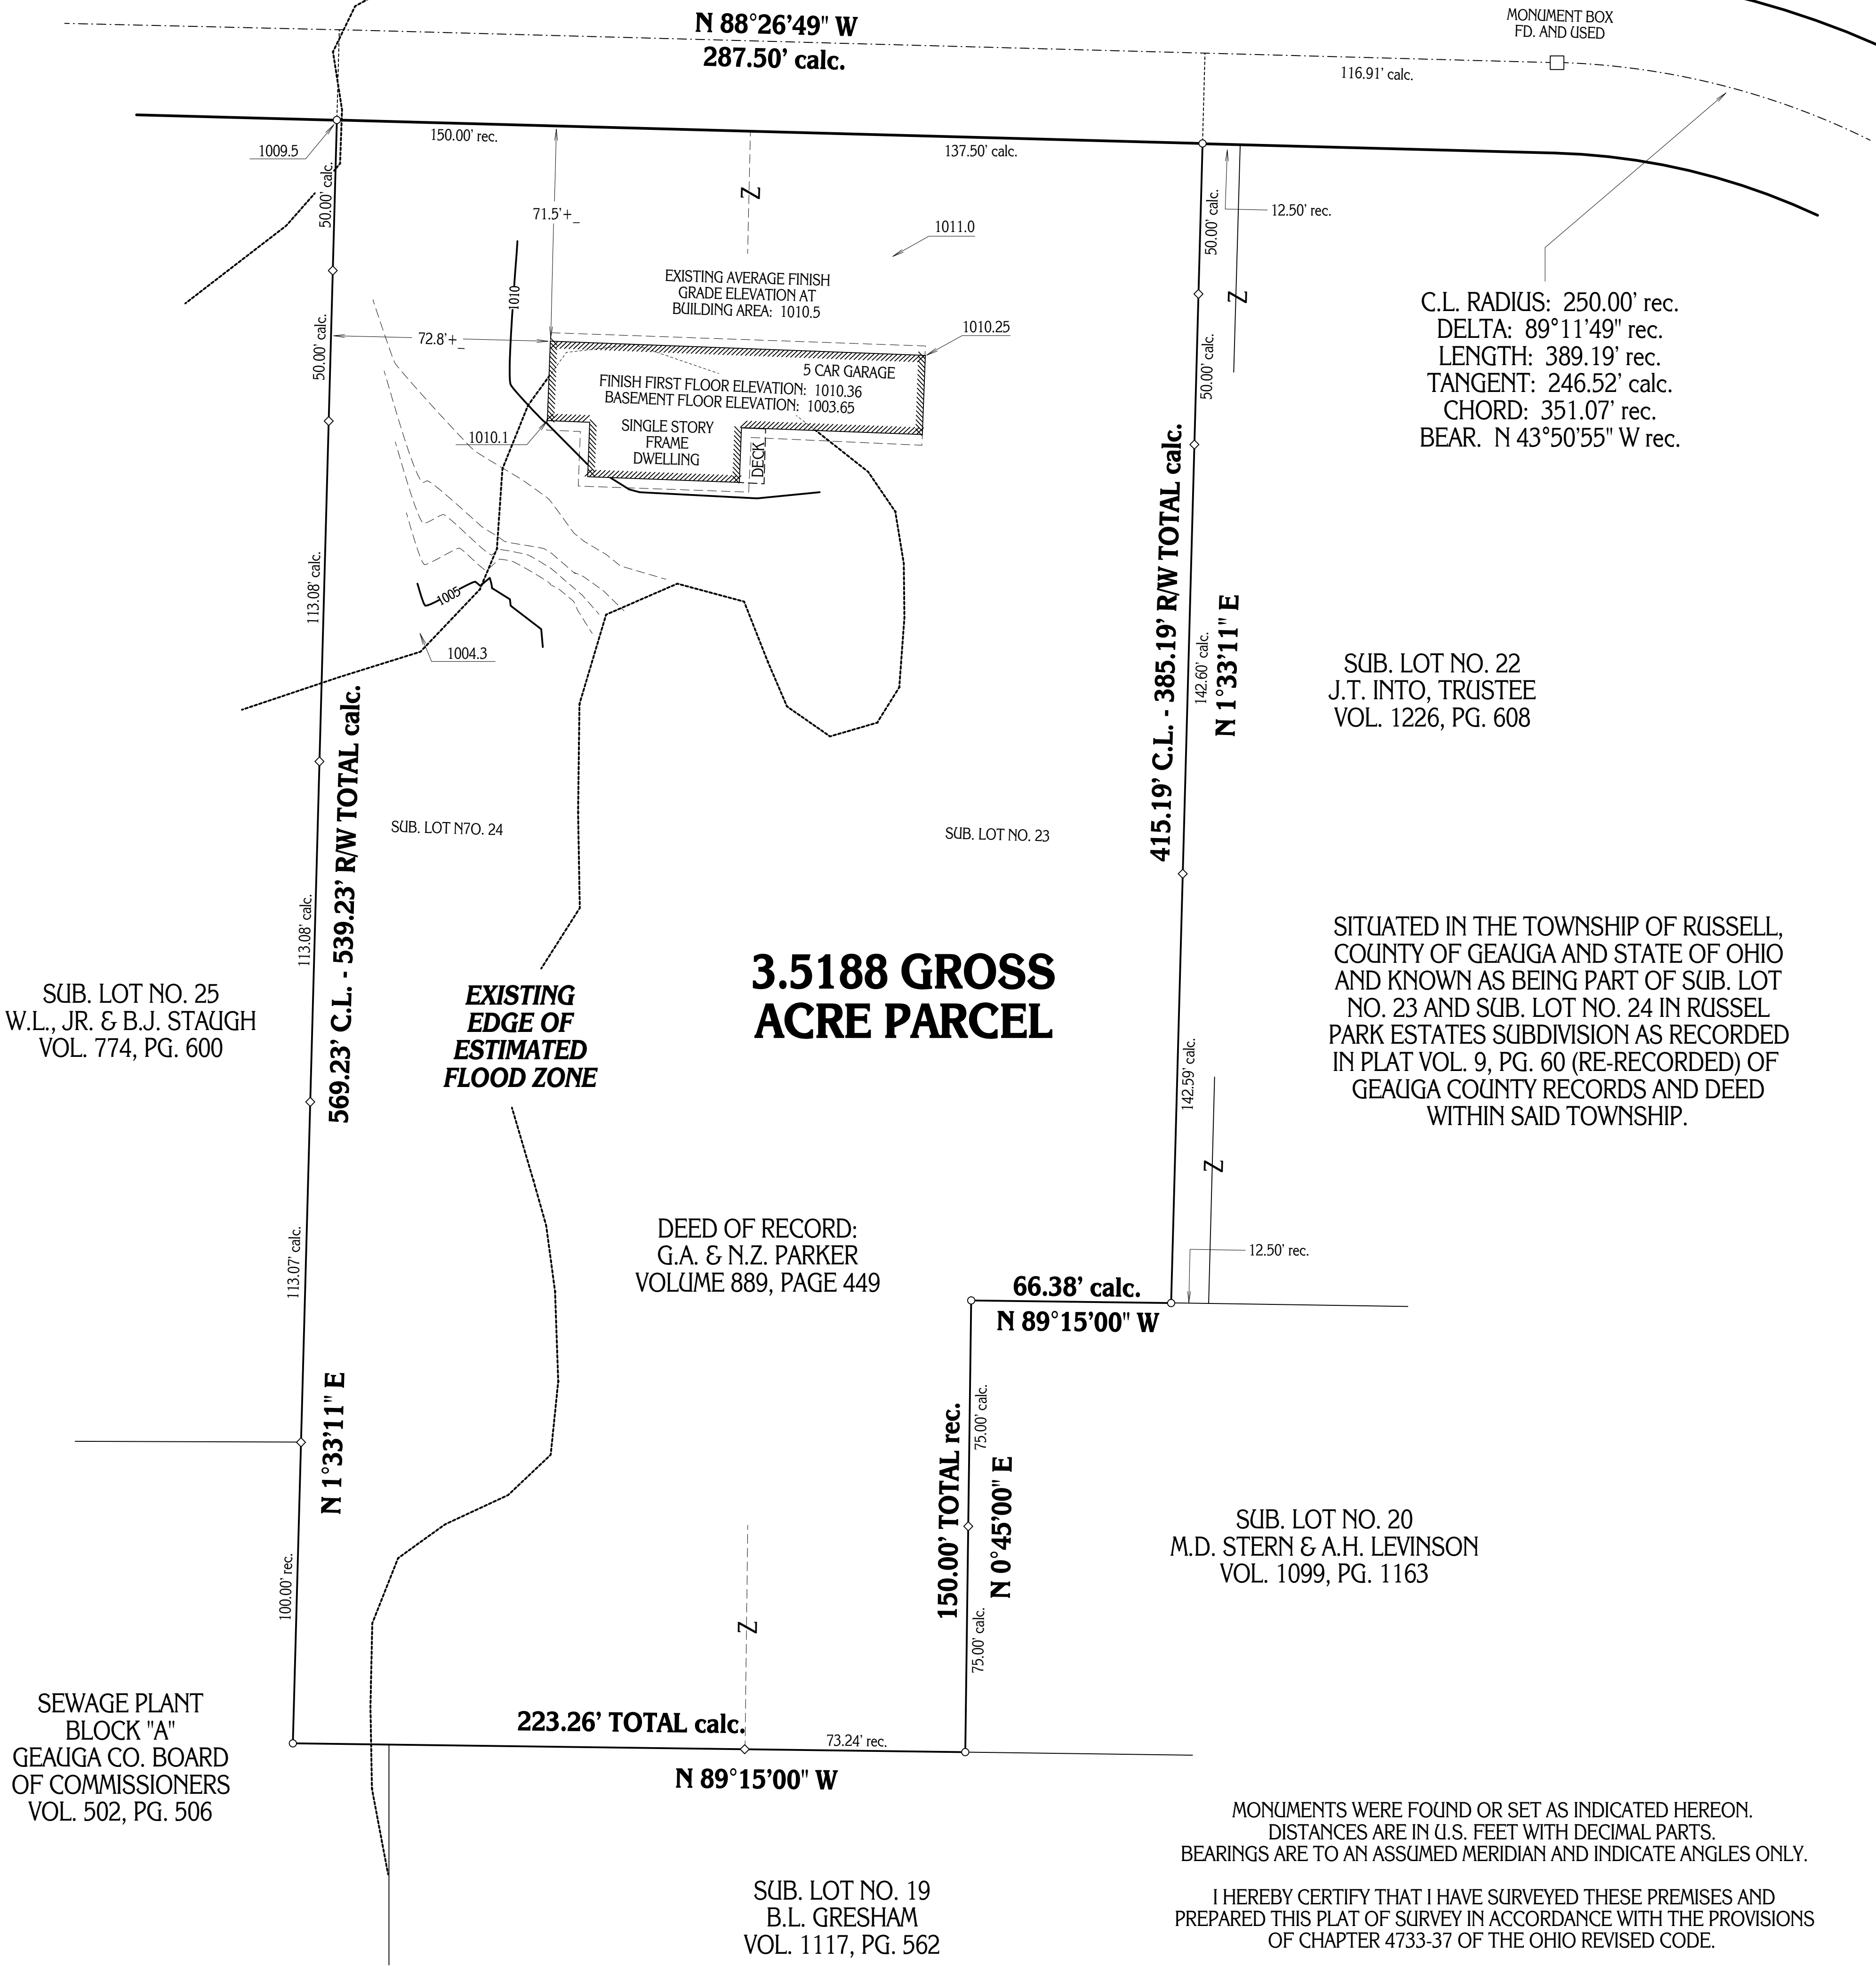 N 88°26'49" W
287.50' calc.
MONUMENT BOX
FD. AND USED
116.91' calc.
1009.5
150.00' rec.
137.50' calc.
50.00' calc.
71.5'+_
Z
1011.0
50.00' calc.
12.50' rec.
Z
1010
EXISTING AVERAGE FINISH
GRADE ELEVATION AT
BUILDING AREA: 1010.5
1010.25
50.00' calc.
72.8'+_
5 CAR GARAGE
FINISH FIRST FLOOR ELEVATION: 1010.36
BASEMENT FLOOR ELEVATION: 1003.65
50.00' calc.
1010.1
SINGLE STORY
FRAME
DWELLING
DECK
C.L. RADIUS: 250.00' rec.
DELTA: 89°11'49" rec.
LENGTH: 389.19' rec.
TANGENT: 246.52' calc.
CHORD: 351.07' rec.
BEAR. N 43°50'55" W rec.
113.08' calc.
1005
1004.3
415.19' C.L. - 385.19' R/W TOTAL calc.
142.60' calc.
N 1°33'11" E
SUB. LOT NO. 22
J.T. INTO, TRUSTEE
VOL. 1226, PG. 608
569.23' C.L. - 539.23' R/W TOTAL calc.
SUB. LOT N7O. 24
SUB. LOT NO. 23
113.08' calc.
SUB. LOT NO. 25
W.L., JR. & B.J. STAUGH
VOL. 774, PG. 600
EXISTING
EDGE OF
ESTIMATED
FLOOD ZONE
3.5188 GROSS
ACRE PARCEL
SITUATED IN THE TOWNSHIP OF RUSSELL,
COUNTY OF GEAUGA AND STATE OF OHIO
AND KNOWN AS BEING PART OF SUB. LOT
NO. 23 AND SUB. LOT NO. 24 IN RUSSEL
PARK ESTATES SUBDIVISION AS RECORDED
IN PLAT VOL. 9, PG. 60 (RE-RECORDED) OF
GEAUGA COUNTY RECORDS AND DEED
WITHIN SAID TOWNSHIP.
142.59' calc.
Z
113.07' calc.
DEED OF RECORD:
G.A. & N.Z. PARKER
VOLUME 889, PAGE 449
12.50' rec.
66.38' calc.
N 89°15'00" W
N 1°33'11" E
150.00' TOTAL rec.
75.00' calc.
N 0°45'00" E
SUB. LOT NO. 20
M.D. STERN & A.H. LEVINSON
VOL. 1099, PG. 1163
100.00' rec.
Z
75.00' calc.
SEWAGE PLANT
BLOCK "A"
GEAUGA CO. BOARD
OF COMMISSIONERS
VOL. 502, PG. 506
223.26' TOTAL calc.
73.24' rec.
N 89°15'00" W
SUB. LOT NO. 19
B.L. GRESHAM
VOL. 1117, PG. 562
MONUMENTS WERE FOUND OR SET AS INDICATED HEREON.
DISTANCES ARE IN U.S. FEET WITH DECIMAL PARTS.
BEARINGS ARE TO AN ASSUMED MERIDIAN AND INDICATE ANGLES ONLY.
I HEREBY CERTIFY THAT I HAVE SURVEYED THESE PREMISES AND
PREPARED THIS PLAT OF SURVEY IN ACCORDANCE WITH THE PROVISIONS
OF CHAPTER 4733-37 OF THE OHIO REVISED CODE.